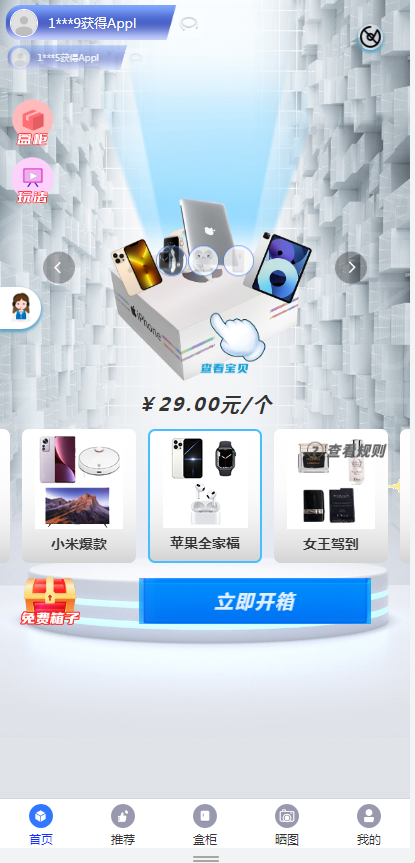 1***9获得Appl
1***5获得Appl
盒柜
玩法
iPhone
查看宝贝
￥29.00元/个
? 查看规则
小米爆款
苹果全家福
女王驾到
免费箱子
立即开箱
首页
推荐
盒柜
晒图
我的